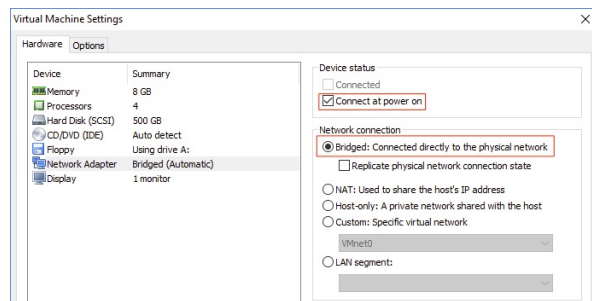 Virtual Machine Settings
Hardware Options
Device Summary
Memory 8 GB
Processors 4
Hard Disk (SCSI) 500 GB
CD/DVD (IDE) Auto detect
Floppy Using drive A:
Network Adapter Bridged (Automatic)
Display 1 monitor
Device status
Connected
Connect at power on
Network connection
Bridged: Connected directly to the physical network
Replicate physical network connection state
NAT: Used to share the host's IP address
Host-only: A private network shared with the host
Custom: Specific virtual network
VMnet0
LAN segment: